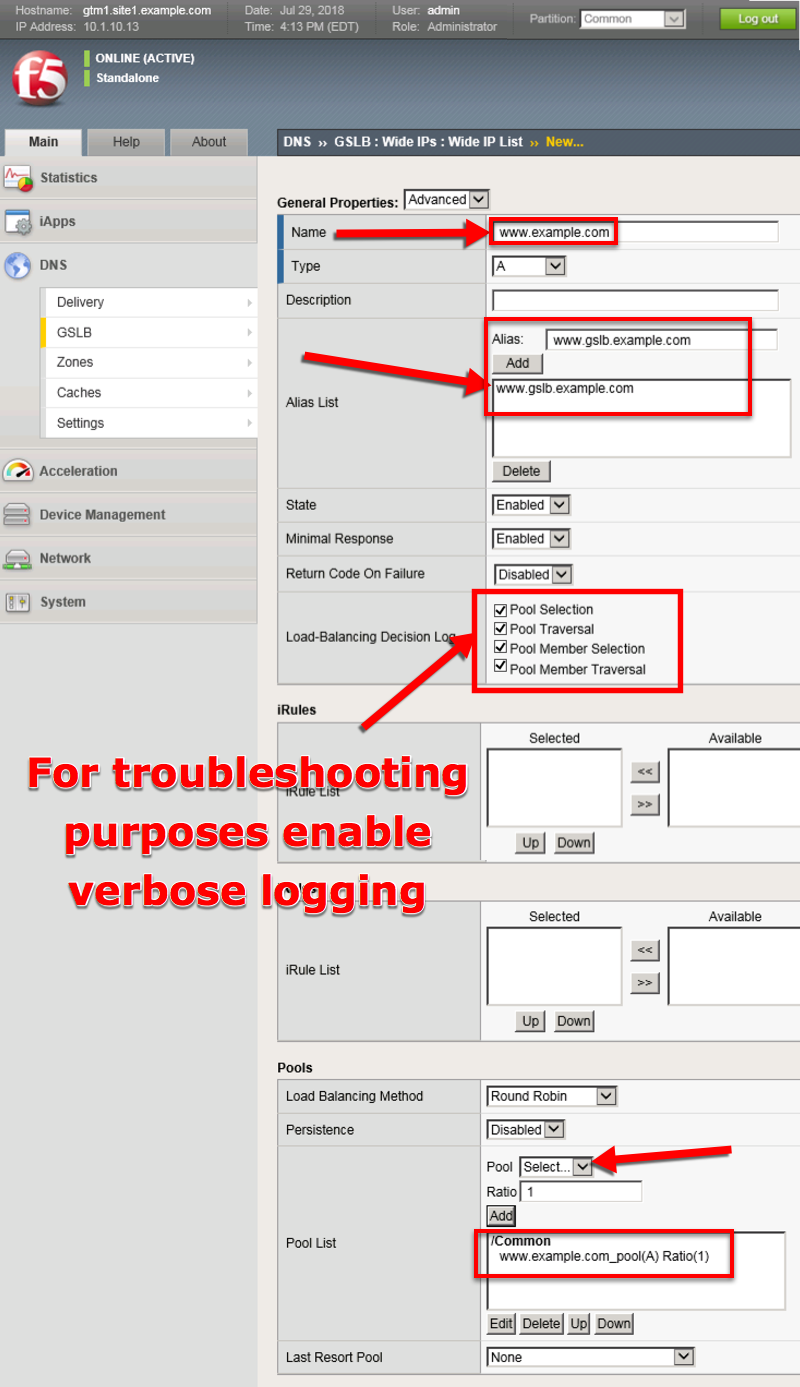 Hostname: gtm1.site1.example.com Date: Jul 29, 2018 User: admin
IP Address: 10.1.10.13 Time: 4:13 PM (EDT) Role: Administrator
Partition: Common
Log out
f5
ONLINE (ACTIVE)
Standalone
Main Help About
DNS ›› GSLB : Wide IPs : Wide IP List ›› New...
Statistics
iApps
DNS
Delivery
GSLB
Zones
Caches
Settings
Acceleration
Device Management
Network
System
General Properties: Advanced
Name www.example.com
Type A
Description
Alias List
Alias: www.gslb.example.com
Add
www.gslb.example.com
Delete
State Enabled
Minimal Response Enabled
Return Code On Failure Disabled
Load-Balancing Decision Log
Pool Selection
Pool Traversal
Pool Member Selection
Pool Member Traversal
iRules
Selected Available
iRule List
<<
>>
Up Down
For troubleshooting
purposes enable
verbose logging
Selected Available
iRule List
<<
>>
Up Down
Pools
Load Balancing Method Round Robin
Persistence Disabled
Pool List
Pool Select...
Ratio 1
Add
/Common
www.example.com_pool(A) Ratio(1)
Edit Delete Up Down
Last Resort Pool None